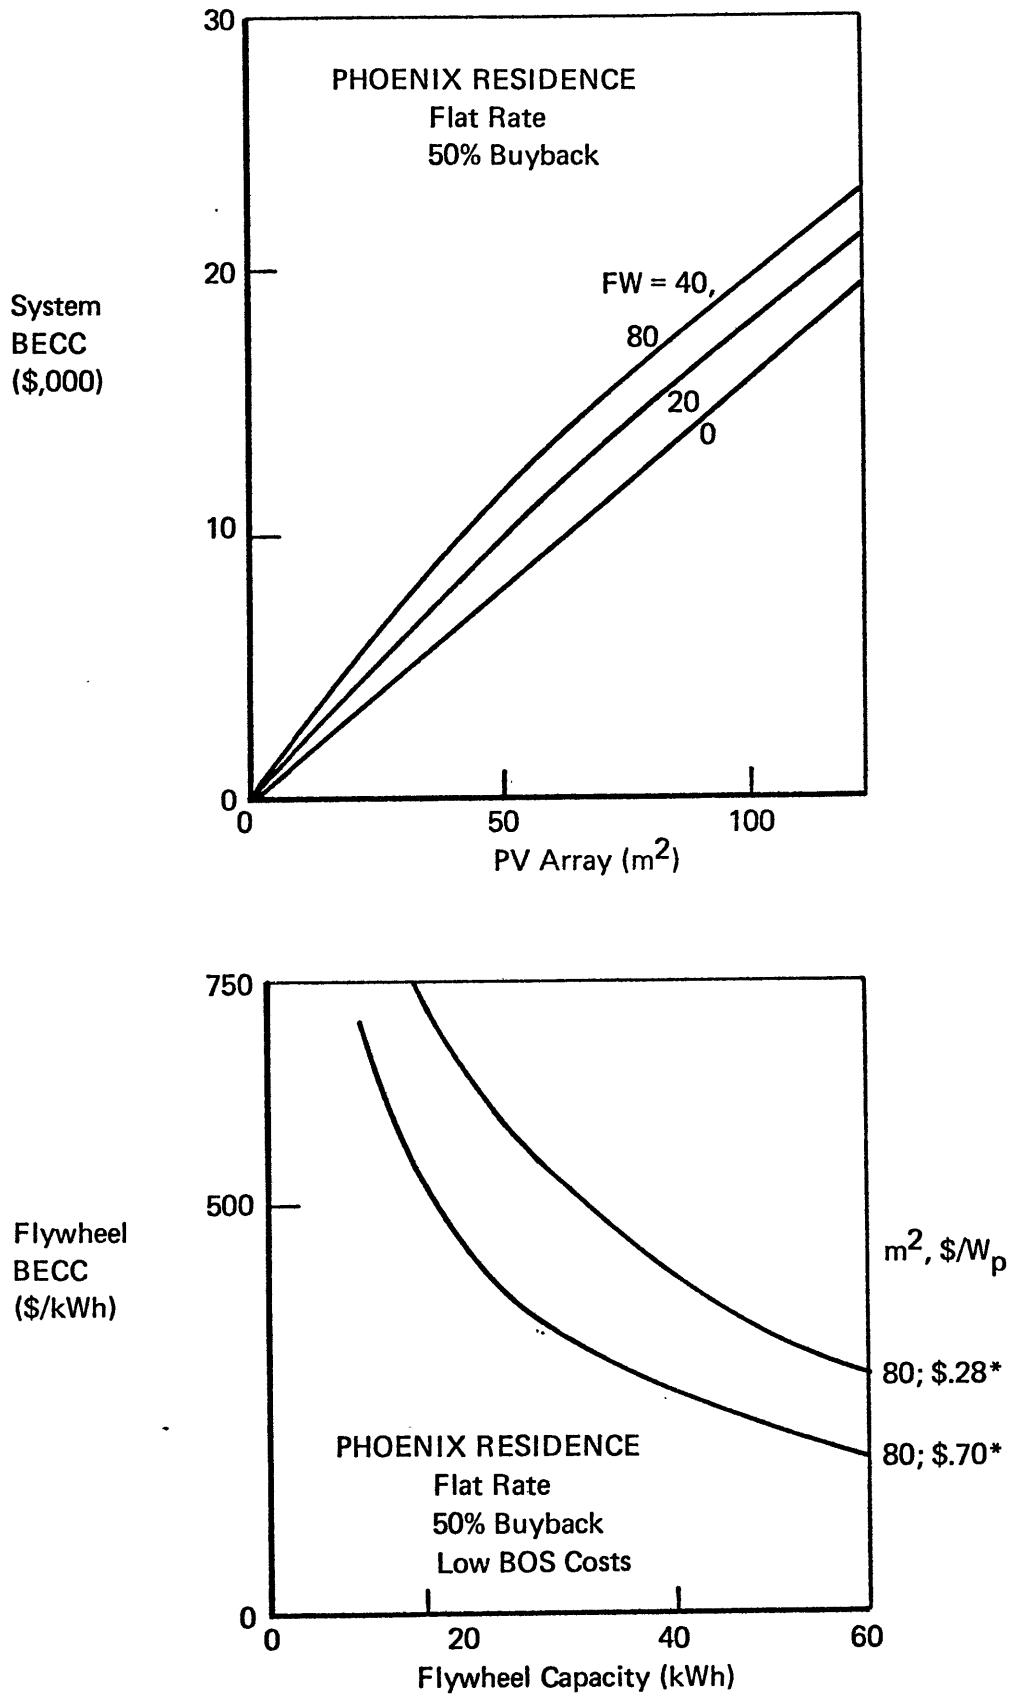 30
PHOENIX RESIDENCE
Flat Rate
50% Buyback
20
FW = 40,
System
BECC
($,000)
80
20
0
10
0
0
50
100
PV Array (m²)
750
500
Flywheel
BECC
($/kWh)
m², $/Wp
80; $.28*
80; $.70*
PHOENIX RESIDENCE
Flat Rate
50% Buyback
Low BOS Costs
0
0
20
40
60
Flywheel Capacity (kWh)